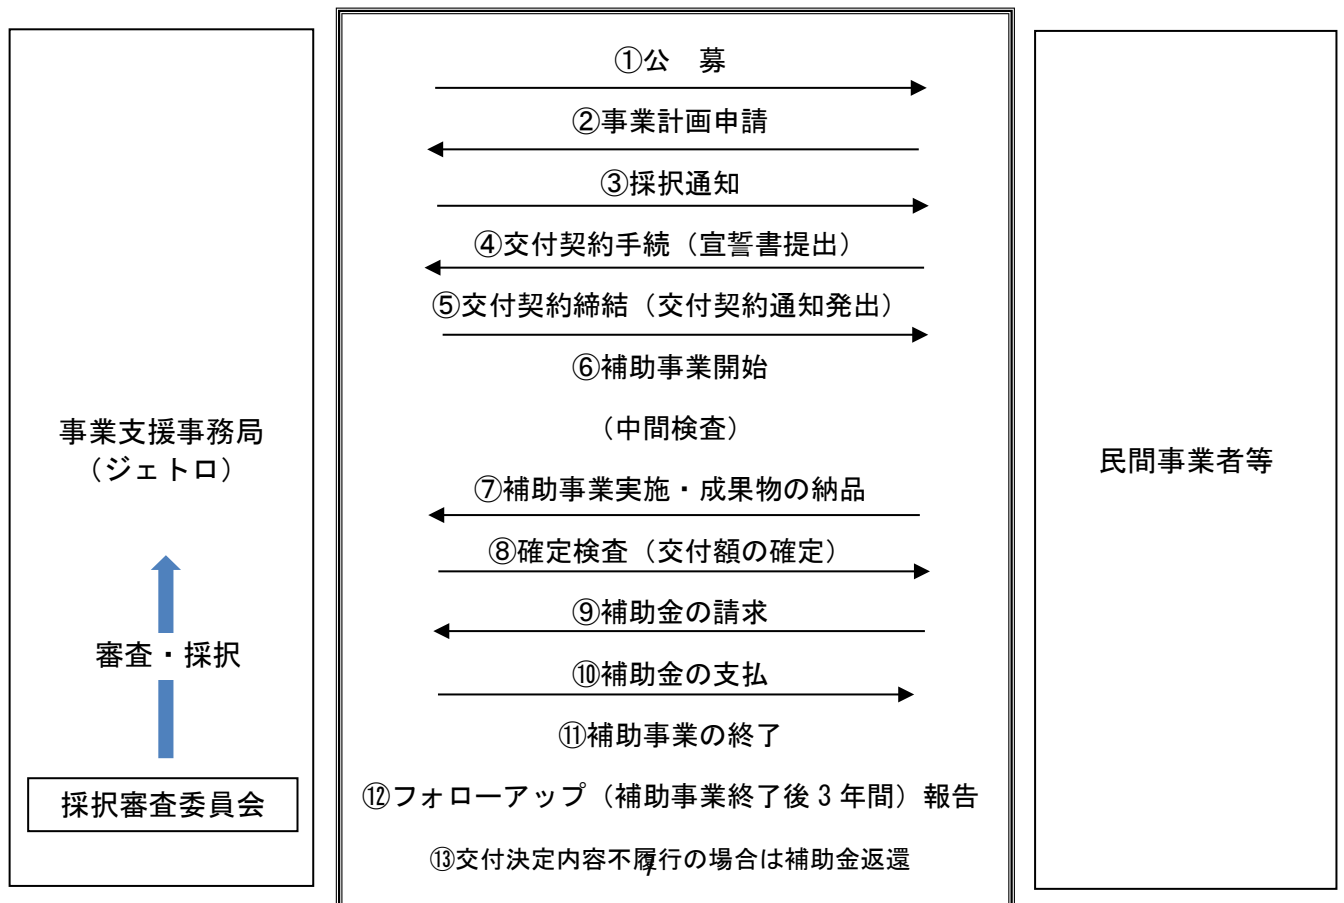 ①公　募
②事業計画申請
③採択通知
④交付契約手続（宣誓書提出）
⑤交付契約締結（交付契約通知発出）
⑥補助事業開始
（中間検査）
⑦補助事業実施・成果物の納品
⑧確定検査（交付額の確定）
⑨補助金の請求
⑩補助金の支払
⑪補助事業の終了
⑫フォローアップ（補助事業終了後3年間）報告
⑬交付決定内容不履行の場合は補助金返還
7
事業支援事務局
（ジェトロ）
審査・採択
採択審査委員会
民間事業者等